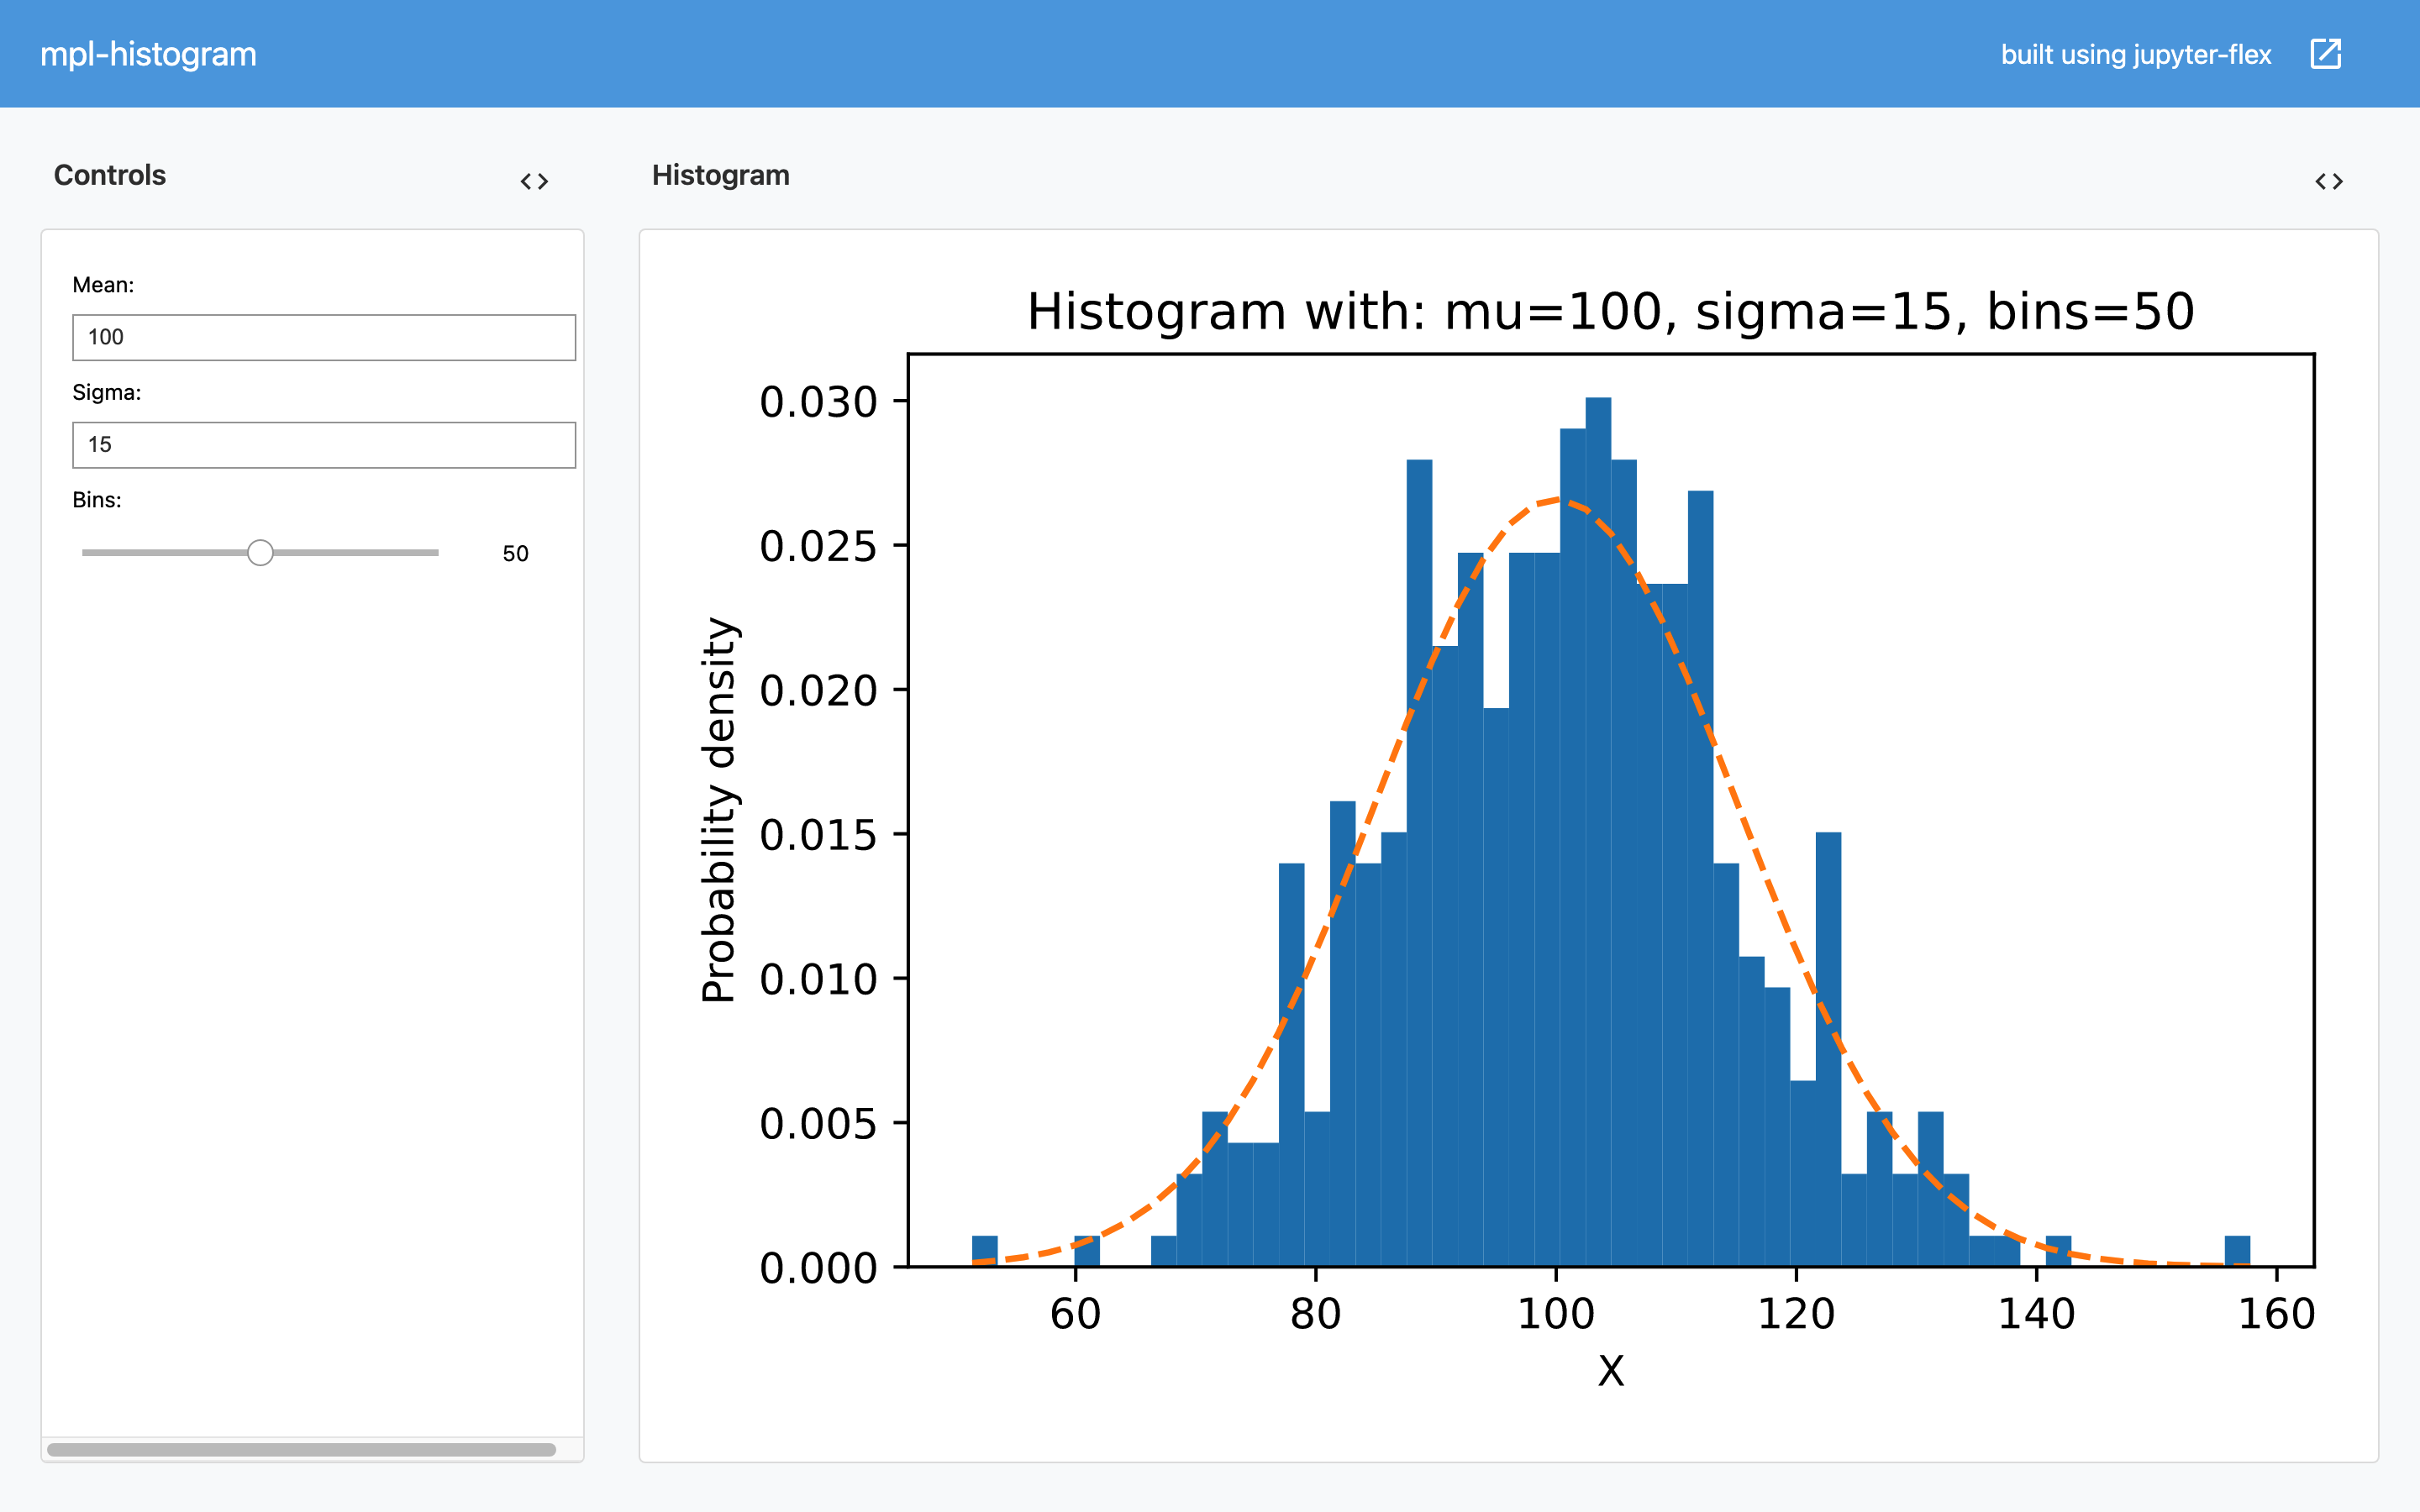 mpl-histogram
built using jupyter-flex
Controls
Mean:
100
Sigma:
15
Bins:
50
Histogram
Histogram with: mu=100, sigma=15, bins=50
Probability density
0.030
0.025
0.020
0.015
0.010
0.005
0.000
60 80 100 120 140 160
X